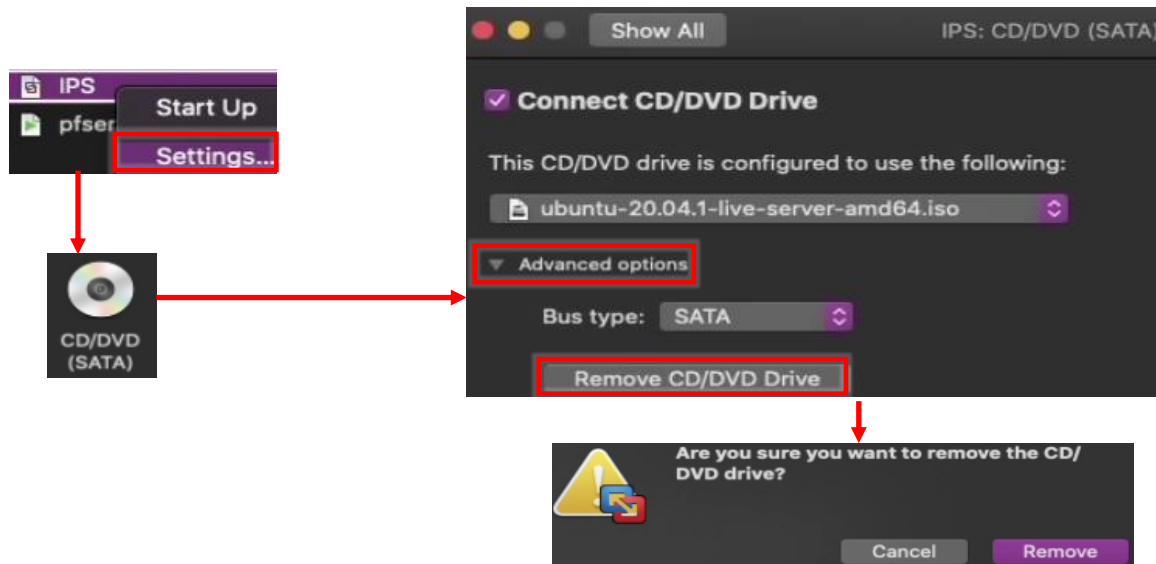 IPS
Start Up
pfser
Settings...
CD/DVD
(SATA)
Show All
IPS: CD/DVD (SATA)
Connect CD/DVD Drive
This CD/DVD drive is configured to use the following:
ubuntu-20.04.1-live-server-amd64.iso
Advanced options
Bus type: SATA
Remove CD/DVD Drive
Are you sure you want to remove the CD/
DVD drive?
Cancel Remove